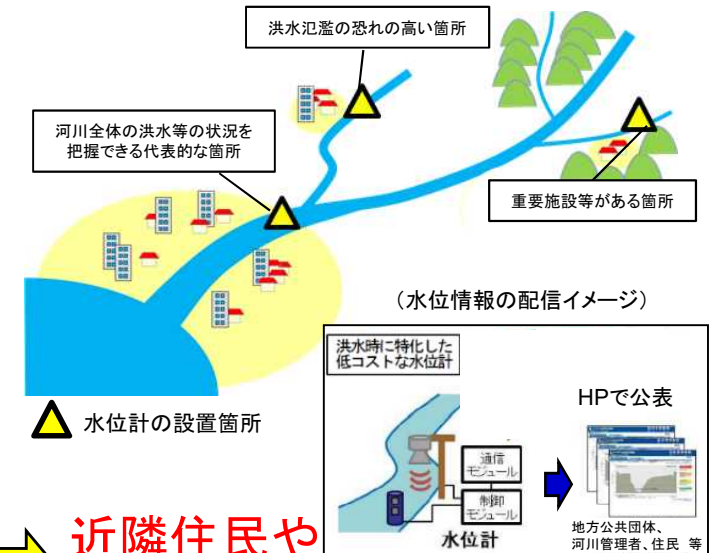 洪水氾濫の恐れの高い箇所
河川全体の洪水等の状況を
把握できる代表的な箇所
重要施設等がある箇所
(水位情報の配信イメージ)
水位計の設置箇所
洪水時に特化した
低コストな水位計
通信
モジュール
制御
モジュール
水位計
HPで公表
地方公共団体、
河川管理者、住民 等
近隣住民や